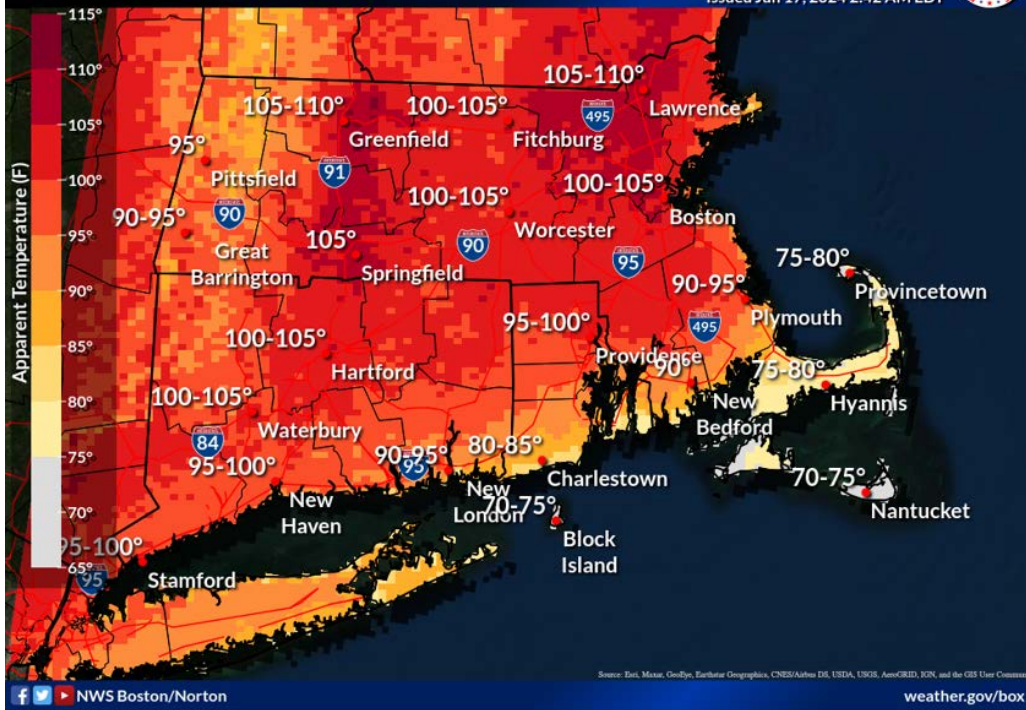 Issued Jun 17, 2024 2:42 AM EDT
115°
110°
105°
100°
95°
90°
85°
80°
75°
70°
65°
Apparent Temperature (F)
105-110°
Lawrence
105-110°
Greenfield
100-105°
Fitchburg
495
95°
Pittsfield
91
100-105°
Worcester
100-105°
Boston
90-95°
Great
Barrington
90
105°
Springfield
90
95
75-80°
Provincetown
90-95°
Plymouth
495
95-100°
Providence
100-105°
Hartford
90°
New
Bedford
75-80°
Hyannis
100-105°
Waterbury
84
95-100°
New
Haven
90-95°
95
New
London
80-85°
Charlestown
70-75°
Block
Island
70-75°
Nantucket
95-100°
95
Stamford
Source: Esri, Maxar, GeoEye, Earthstar Geographics, CNES/Airbus DS, USDA, USGS, AeroGRID, IGN, and the GIS User Commun
NWS Boston/Norton
weather.gov/box